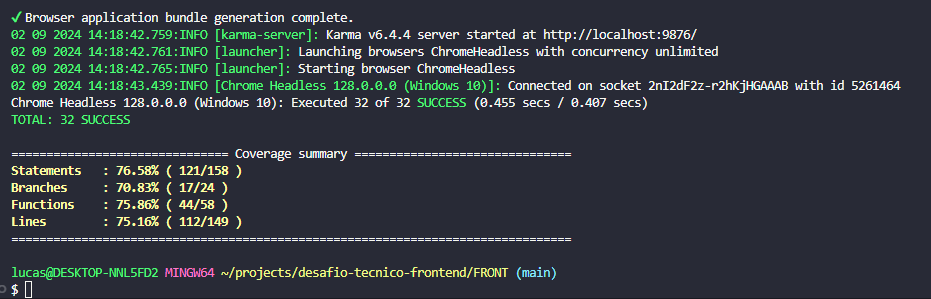 ✓ Browser application bundle generation complete.
02 09 2024 14:18:42.759:INFO [karma-server]: Karma v6.4.4 server started at http://localhost:9876/
02 09 2024 14:18:42.761:INFO [launcher]: Launching browsers ChromeHeadless with concurrency unlimited
02 09 2024 14:18:42.765:INFO [launcher]: Starting browser ChromeHeadless
02 09 2024 14:18:43.439:INFO [Chrome Headless 128.0.0.0 (Windows 10)]: Connected on socket 2nI2dF2z-r2hKjHGAAAB with id 5261464
Chrome Headless 128.0.0.0 (Windows 10): Executed 32 of 32 SUCCESS (0.455 secs / 0.407 secs)
TOTAL: 32 SUCCESS
=============================== Coverage summary ===============================
Statements   : 76.58% ( 121/158 )
Branches     : 70.83% ( 17/24 )
Functions    : 75.86% ( 44/58 )
Lines        : 75.16% ( 112/149 )
================================================================================
lucas@DESKTOP-NNL5FD2 MINGW64 ~/projects/desafio-tecnico-frontend/FRONT (main)
$